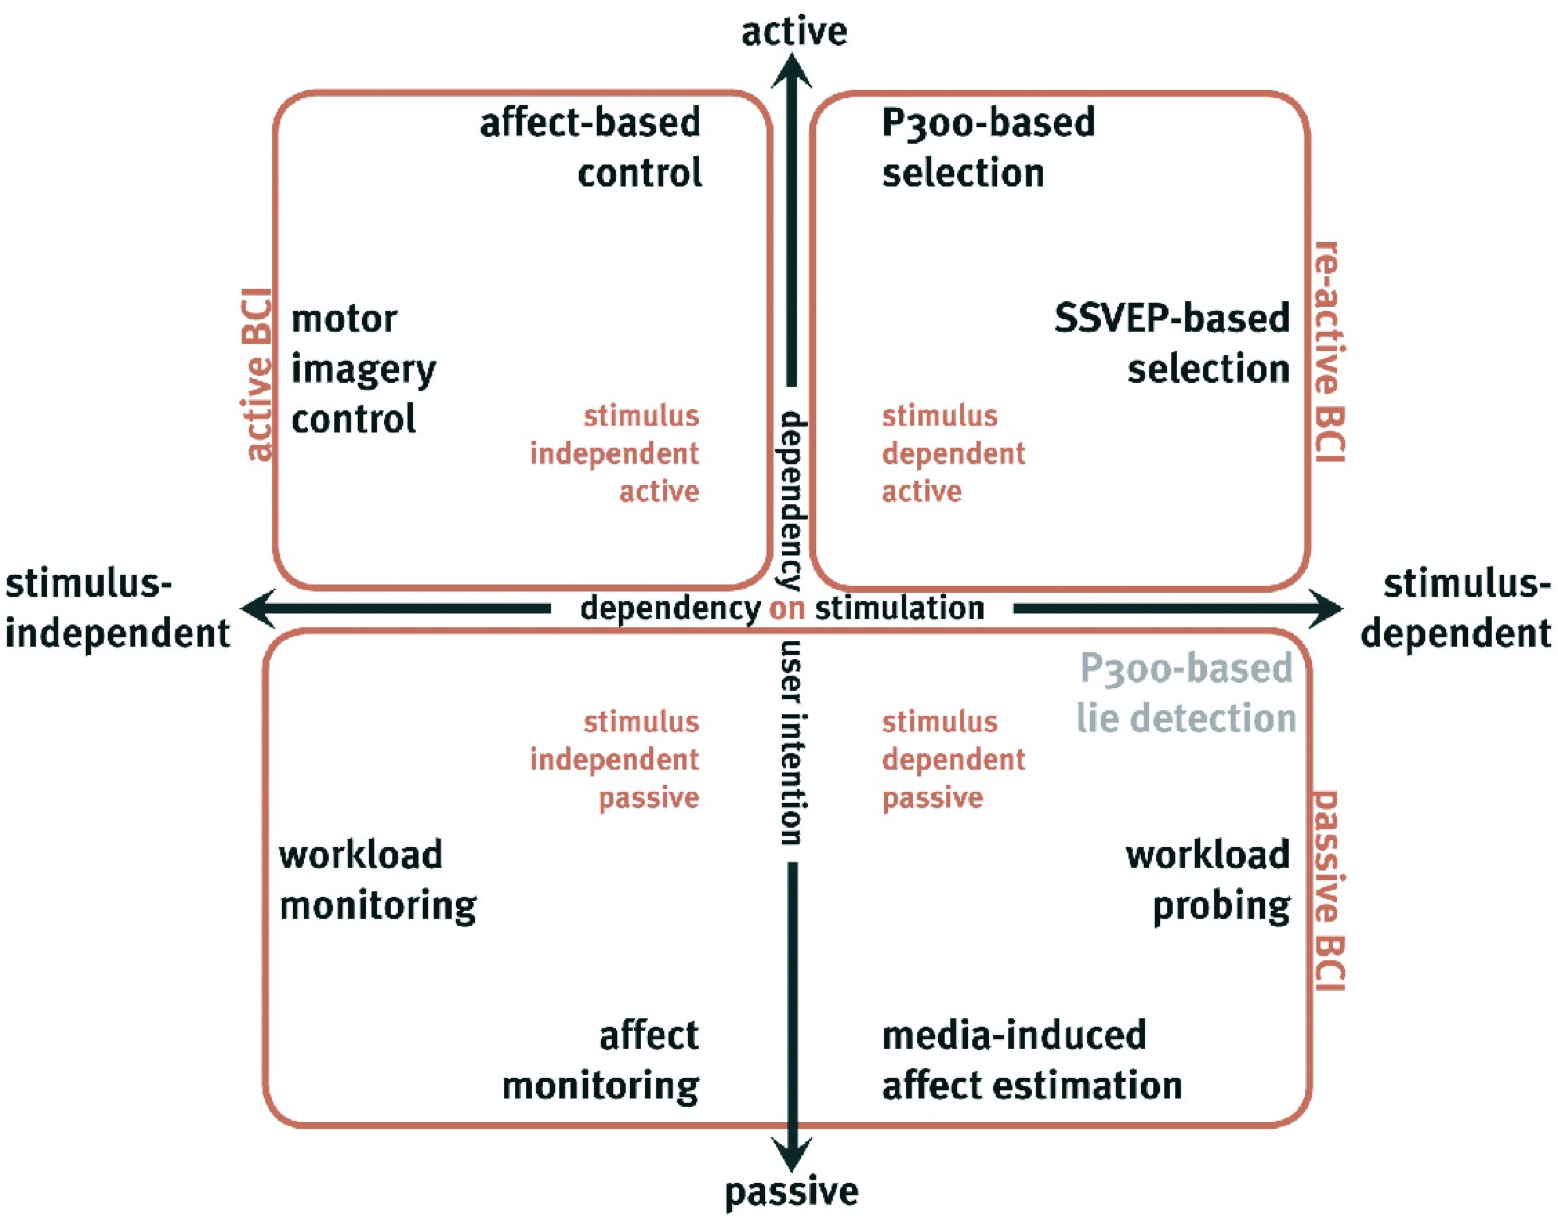 active
affect-based
control
P300-based
selection
active BCI
motor
imagery
control
SSVEP-based
selection
re-active BCI
stimulus
independent
active
stimulus
dependent
active
stimulus-
independent
dependency on stimulation
dependency on user intention
stimulus-
dependent
P300-based
lie detection
stimulus
independent
passive
stimulus
dependent
passive
workload
monitoring
workload
probing
passive BCI
affect
monitoring
media-induced
affect estimation
passive